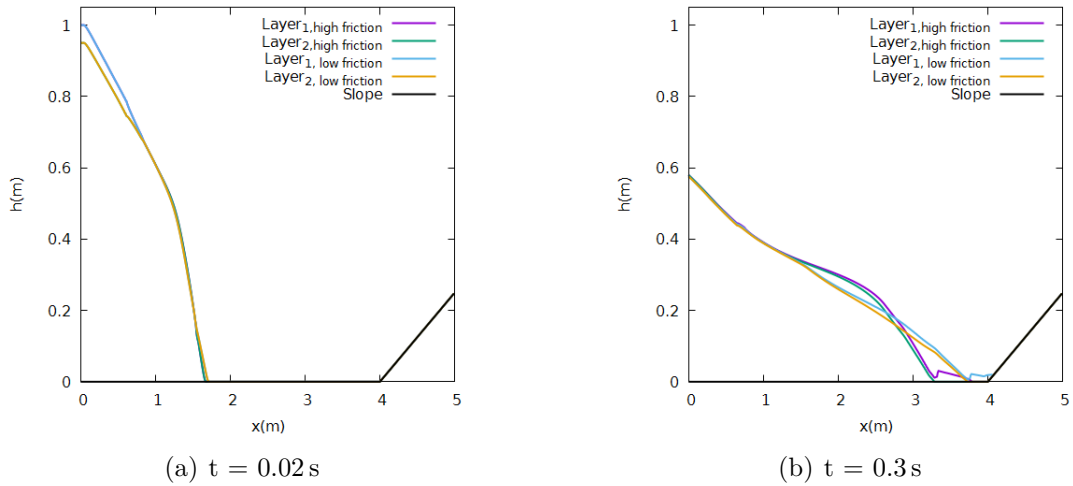 Layer1,high friction
Layer2,high friction
Layer1, low friction
Layer2, low friction
Slope
h(m)
1
0.8
0.6
0.4
0.2
0
0 1 2 3 4 5
x(m)
(a) t = 0.02 s
Layer1,high friction
Layer2,high friction
Layer1, low friction
Layer2, low friction
Slope
h(m)
1
0.8
0.6
0.4
0.2
0
0 1 2 3 4 5
x(m)
(b) t = 0.3 s